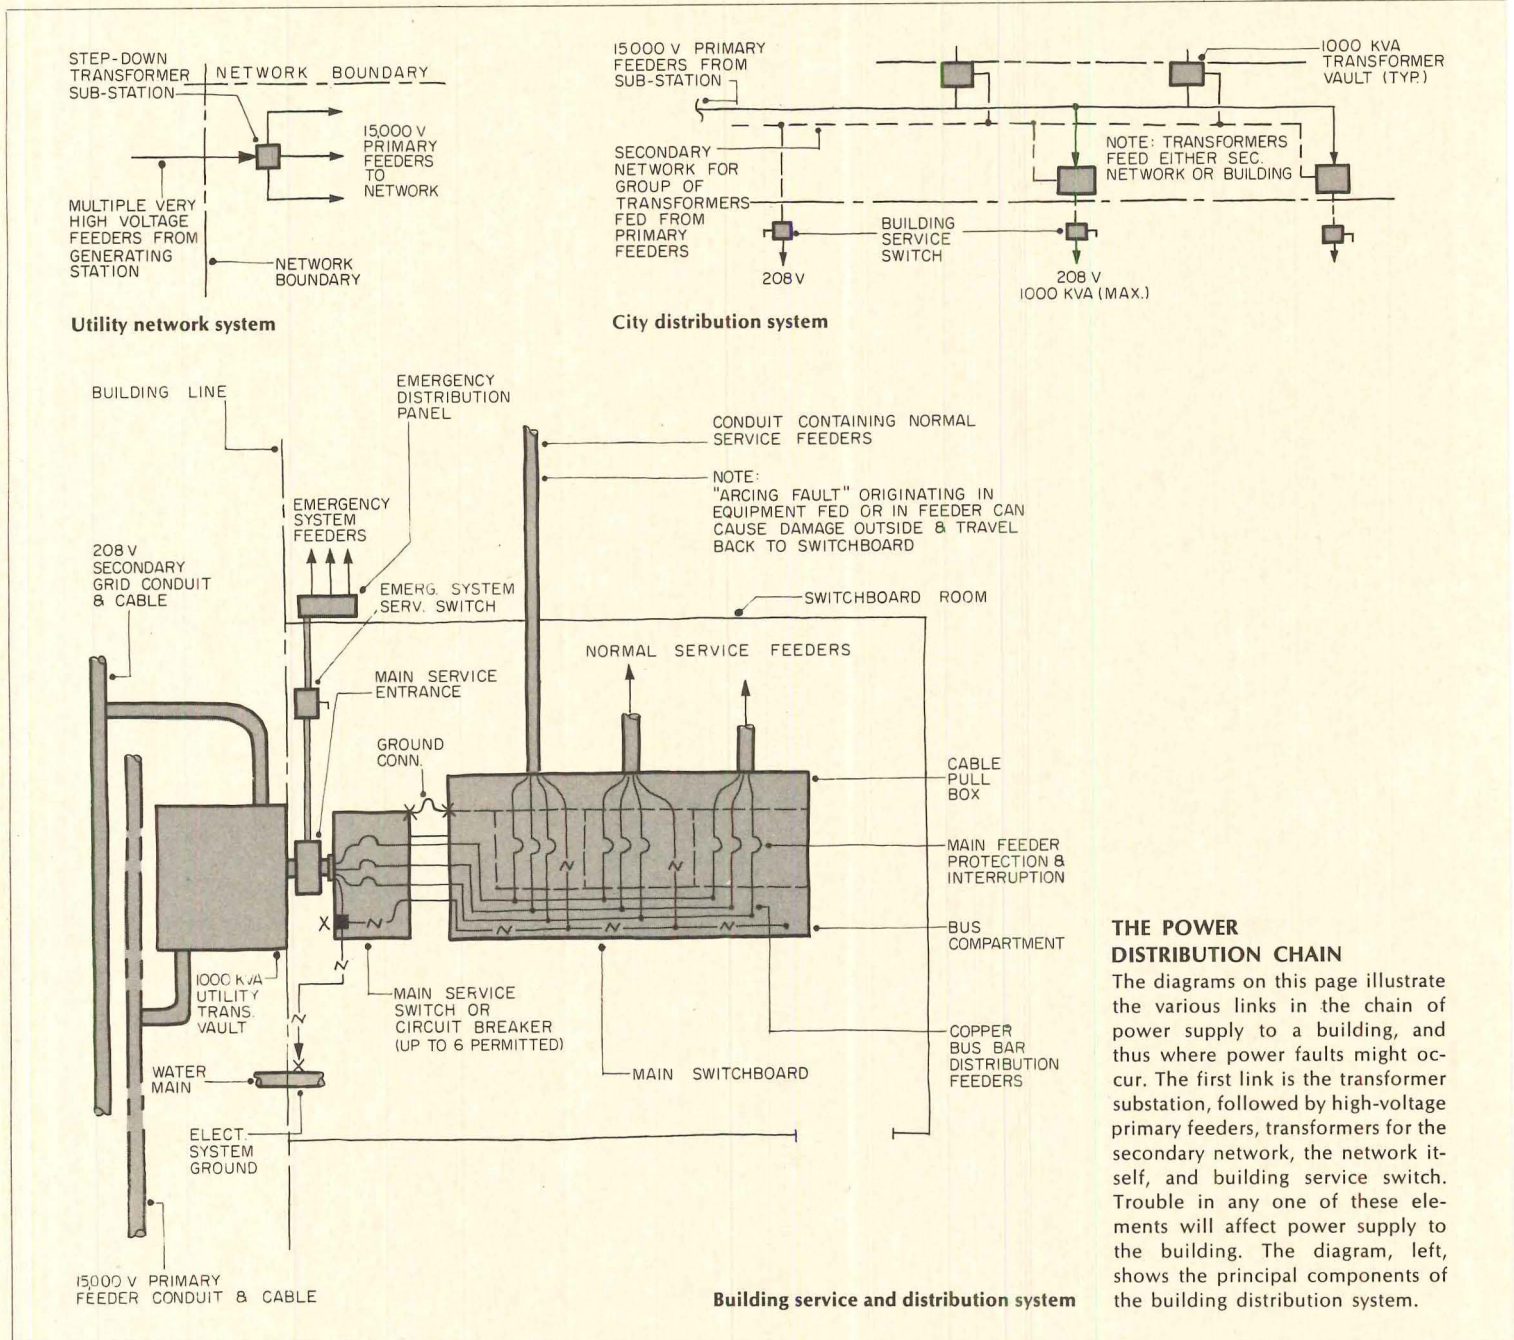 STEP-DOWN
TRANSFORMER
SUB-STATION
NETWORK BOUNDARY
15,000 V
PRIMARY
FEEDERS
TO
NETWORK
MULTIPLE VERY
HIGH VOLTAGE
FEEDERS FROM
GENERATING
STATION
NETWORK
BOUNDARY
Utility network system
15000 V PRIMARY
FEEDERS FROM
SUB-STATION
1000 KVA
TRANSFORMER
VAULT (TYP.)
SECONDARY
NETWORK FOR
GROUP OF
TRANSFORMERS
FED FROM
PRIMARY
FEEDERS
NOTE: TRANSFORMERS
FEED EITHER SEC.
NETWORK OR BUILDING
BUILDING
SERVICE
SWITCH
208 V
208 V
1000 KVA (MAX.)
City distribution system
BUILDING LINE
EMERGENCY
DISTRIBUTION
PANEL
CONDUIT CONTAINING NORMAL
SERVICE FEEDERS
NOTE:
"ARCING FAULT" ORIGINATING IN
EQUIPMENT FED OR IN FEEDER CAN
CAUSE DAMAGE OUTSIDE & TRAVEL
BACK TO SWITCHBOARD
EMERGENCY
SYSTEM
FEEDERS
208 V
SECONDARY
GRID CONDUIT
& CABLE
EMERG. SYSTEM
SERV. SWITCH
SWITCHBOARD ROOM
NORMAL SERVICE FEEDERS
MAIN SERVICE
ENTRANCE
GROUND
CONN.
CABLE
PULL
BOX
MAIN FEEDER
PROTECTION &
INTERRUPTION
N
N
X
N
N
N
N
BUS
COMPARTMENT
N
1000 KVA
UTILITY
TRANS.
VAULT
N
X
MAIN SERVICE
SWITCH OR
CIRCUIT BREAKER
(UP TO 6 PERMITTED)
COPPER
BUS BAR
DISTRIBUTION
FEEDERS
WATER
MAIN
MAIN SWITCHBOARD
ELECT.
SYSTEM
GROUND
15,000 V PRIMARY
FEEDER CONDUIT & CABLE
Building service and distribution system
THE POWER
DISTRIBUTION CHAIN
The diagrams on this page illustrate
the various links in the chain of
power supply to a building, and
thus where power faults might oc-
cur. The first link is the transformer
substation, followed by high-voltage
primary feeders, transformers for the
secondary network, the network it-
self, and building service switch.
Trouble in any one of these ele-
ments will affect power supply to
the building. The diagram, left,
shows the principal components of
the building distribution system.